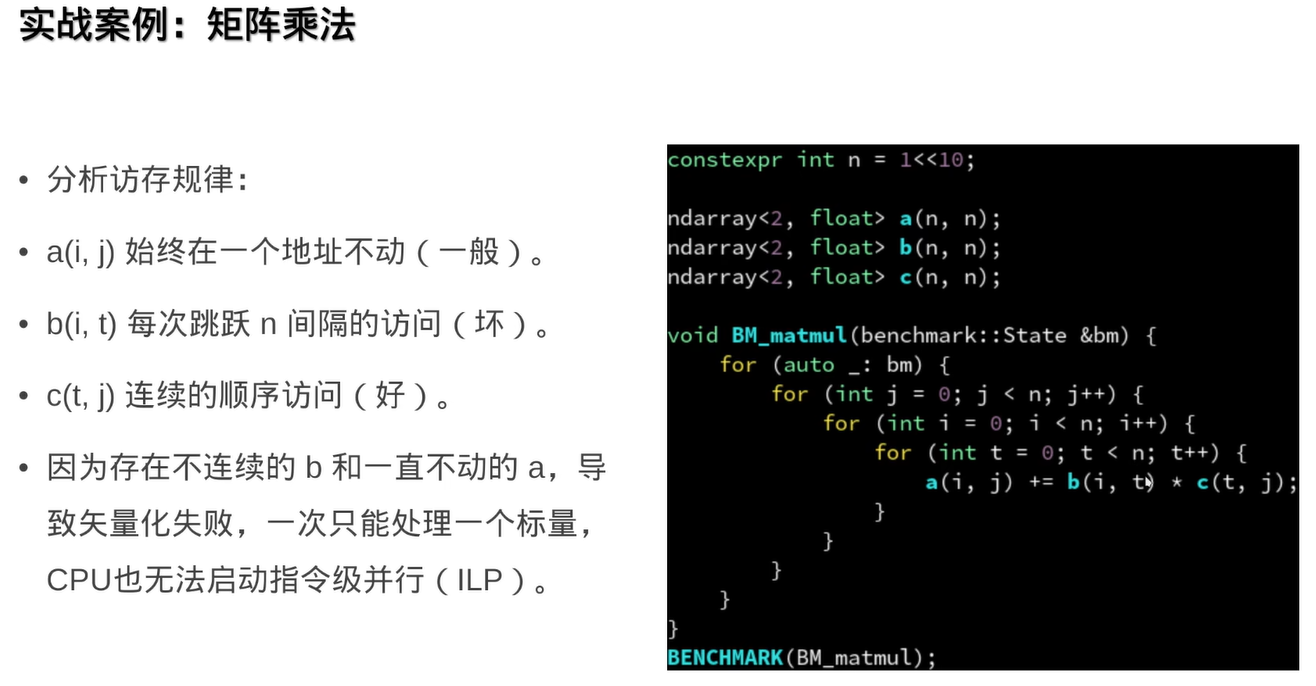 实战案例：矩阵乘法
• 分析访存规律：
• a(i, j) 始终在一个地址不动（一般）。
• b(i, t) 每次跳跃 n 间隔的访问（坏）。
• c(t, j) 连续的顺序访问（好）。
• 因为存在不连续的 b 和一直不动的 a，导
致矢量化失败，一次只能处理一个标量，
CPU也无法启动指令级并行（ILP）。
constexpr int n = 1<<10;
ndarray<2, float> a(n, n);
ndarray<2, float> b(n, n);
ndarray<2, float> c(n, n);
void BM_matmul(benchmark::State &bm) {
    for (auto _: bm) {
        for (int j = 0; j < n; j++) {
            for (int i = 0; i < n; i++) {
                for (int t = 0; t < n; t++) {
                    a(i, j) += b(i, t) * c(t, j);
                }
            }
        }
    }
}
BENCHMARK(BM_matmul);